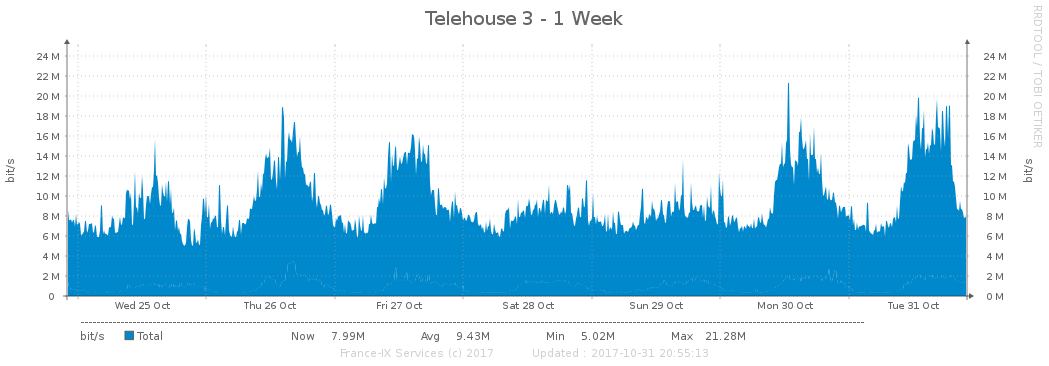 Telehouse 3 - 1 Week
RRDTOOL / TOBI OETIKER
bit/s
24 M 24 M
22 M 22 M
20 M 20 M
18 M 18 M
16 M 16 M
14 M 14 M
12 M 12 M
10 M 10 M
8 M 8 M
6 M 6 M
4 M 4 M
2 M 2 M
0 0 M
bit/s
Wed 25 Oct Thu 26 Oct Fri 27 Oct Sat 28 Oct Sun 29 Oct Mon 30 Oct Tue 31 Oct
bit/s Total Now 7.99M Avg 9.43M Min 5.02M Max 21.28M
France-IX Services (c) 2017 Updated : 2017-10-31 20:55:13